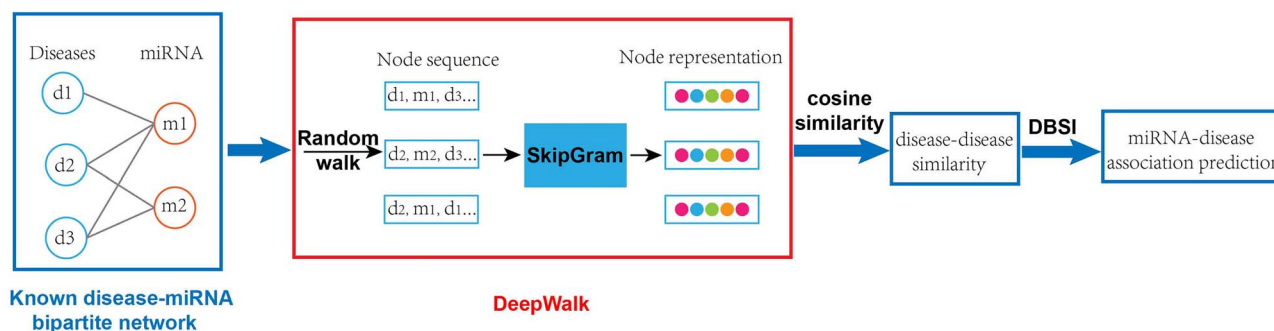 Diseases
miRNA
d1
d2
d3
m1
m2
Known disease-miRNA
bipartite network
Random
walk
Node sequence
d1, m1, d3...
d2, m2, d3...
d2, m1, d1...
SkipGram
Node representation
DeepWalk
cosine
similarity
disease-disease
similarity
DBSI
miRNA-disease
association prediction